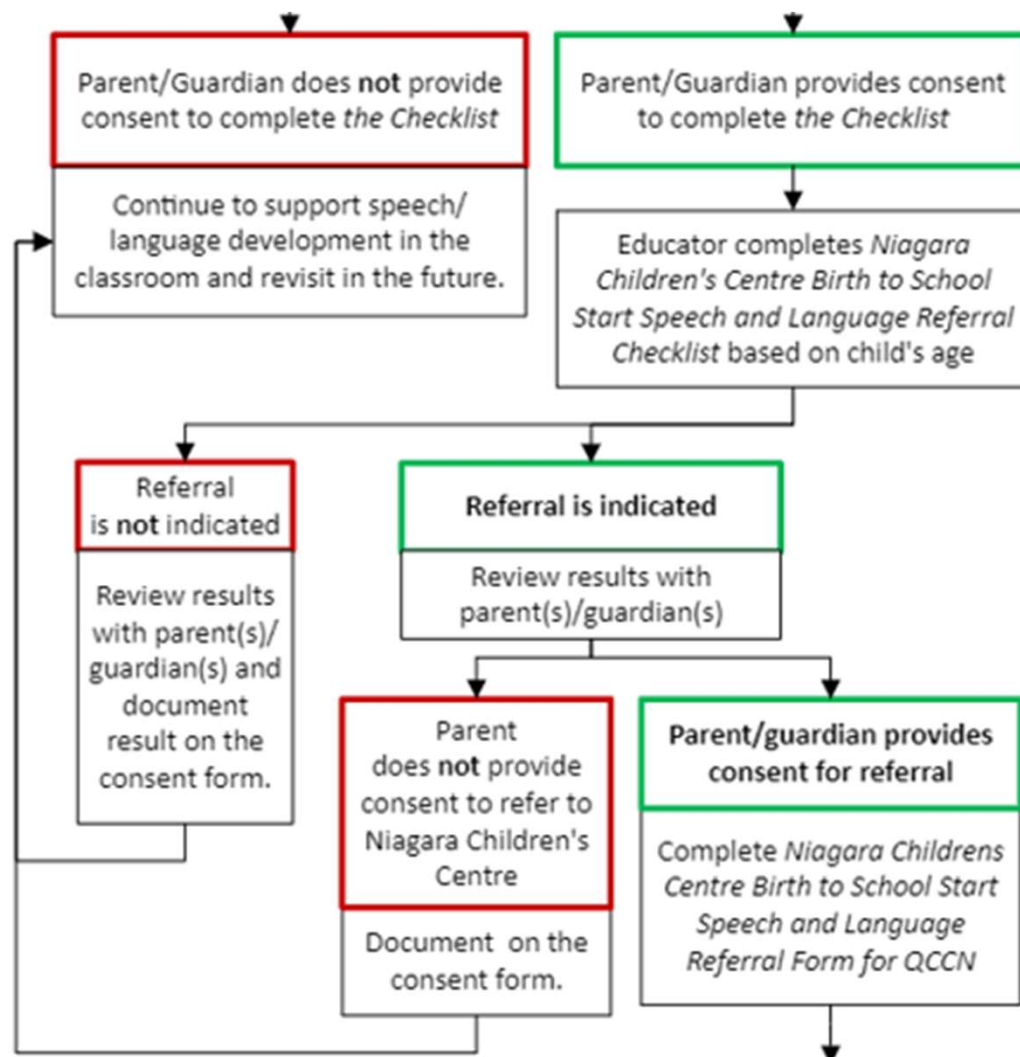 Parent/Guardian does not provide
consent to complete the Checklist
Continue to support speech/
language development in the
classroom and revisit in the future.
Parent/Guardian provides consent
to complete the Checklist
Educator completes Niagara
Children's Centre Birth to School
Start Speech and Language Referral
Checklist based on child's age
Referral
is not indicated
Review results
with parent(s)/
guardian(s) and
document
result on the
consent form.
Referral is indicated
Review results with
parent(s)/guardian(s)
Parent
does not provide
consent to refer to
Niagara Children's
Centre
Document on the
consent form.
Parent/guardian provides
consent for referral
Complete Niagara Childrens
Centre Birth to School Start
Speech and Language
Referral Form for QCCN